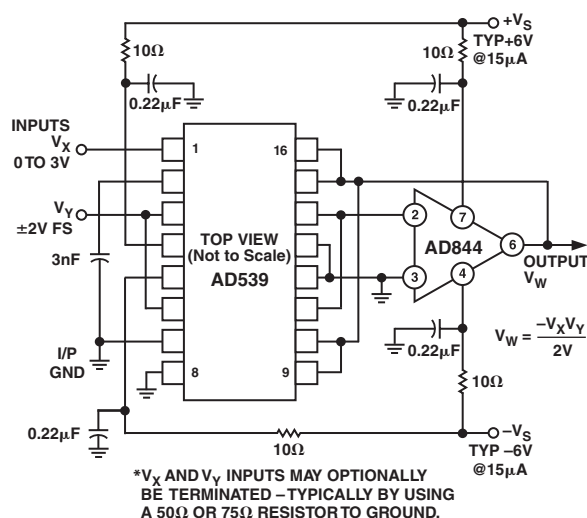 +VS
TYP+6V
@15μA
10Ω
10Ω
0.22μF
0.22μF
INPUTS
VX
0 TO 3V
1
16
VY
±2V FS
TOP VIEW
(Not to Scale)
AD539
2
7
AD844
6
3
4
OUTPUT
VW
3nF
0.22μF
VW = −VXVY
2V
I/P
GND
8
9
10Ω
0.22μF
10Ω
−VS
TYP –6V
@15μA
*VX AND VY INPUTS MAY OPTIONALLY
BE TERMINATED – TYPICALLY BY USING
A 50Ω OR 75Ω RESISTOR TO GROUND.